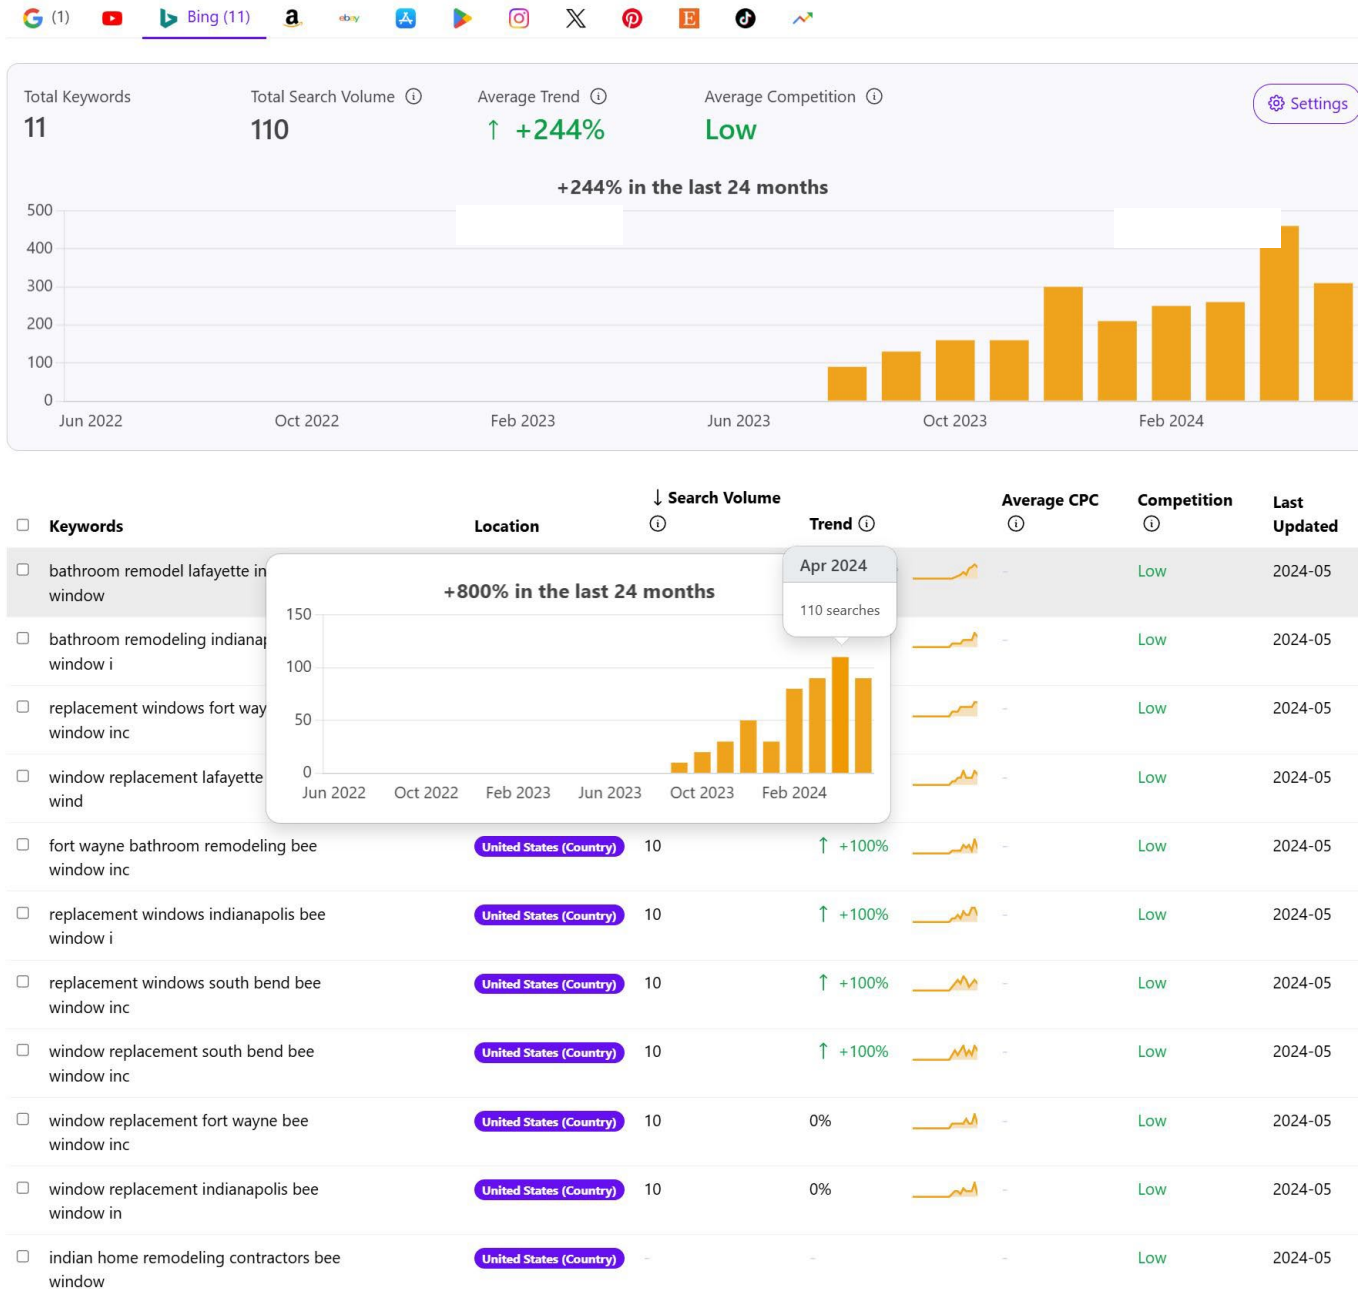 (1) Bing (11) a ebay E
Total Keywords Total Search Volume Average Trend Average Competition Settings
11 110 ↑ +244% Low
+244% in the last 24 months
500
400
300
200
100
0
Jun 2022 Oct 2022 Feb 2023 Jun 2023 Oct 2023 Feb 2024
Keywords Location ↓ Search Volume Trend Average CPC Competition Last
Updated
bathroom remodel lafayette in
window
- Low 2024-05
bathroom remodeling indianap
window i
- Low 2024-05
replacement windows fort way
window inc
- Low 2024-05
window replacement lafayette
wind
- Low 2024-05
+800% in the last 24 months
Apr 2024
110 searches
150
100
50
0
Jun 2022 Oct 2022 Feb 2023 Jun 2023 Oct 2023 Feb 2024
fort wayne bathroom remodeling bee United States (Country) 10 ↑ +100% - Low 2024-05
window inc
replacement windows indianapolis bee United States (Country) 10 ↑ +100% - Low 2024-05
window i
replacement windows south bend bee United States (Country) 10 ↑ +100% - Low 2024-05
window inc
window replacement south bend bee United States (Country) 10 ↑ +100% - Low 2024-05
window inc
window replacement fort wayne bee United States (Country) 10 0% - Low 2024-05
window inc
window replacement indianapolis bee United States (Country) 10 0% - Low 2024-05
window in
indian home remodeling contractors bee United States (Country) - - - Low 2024-05
window